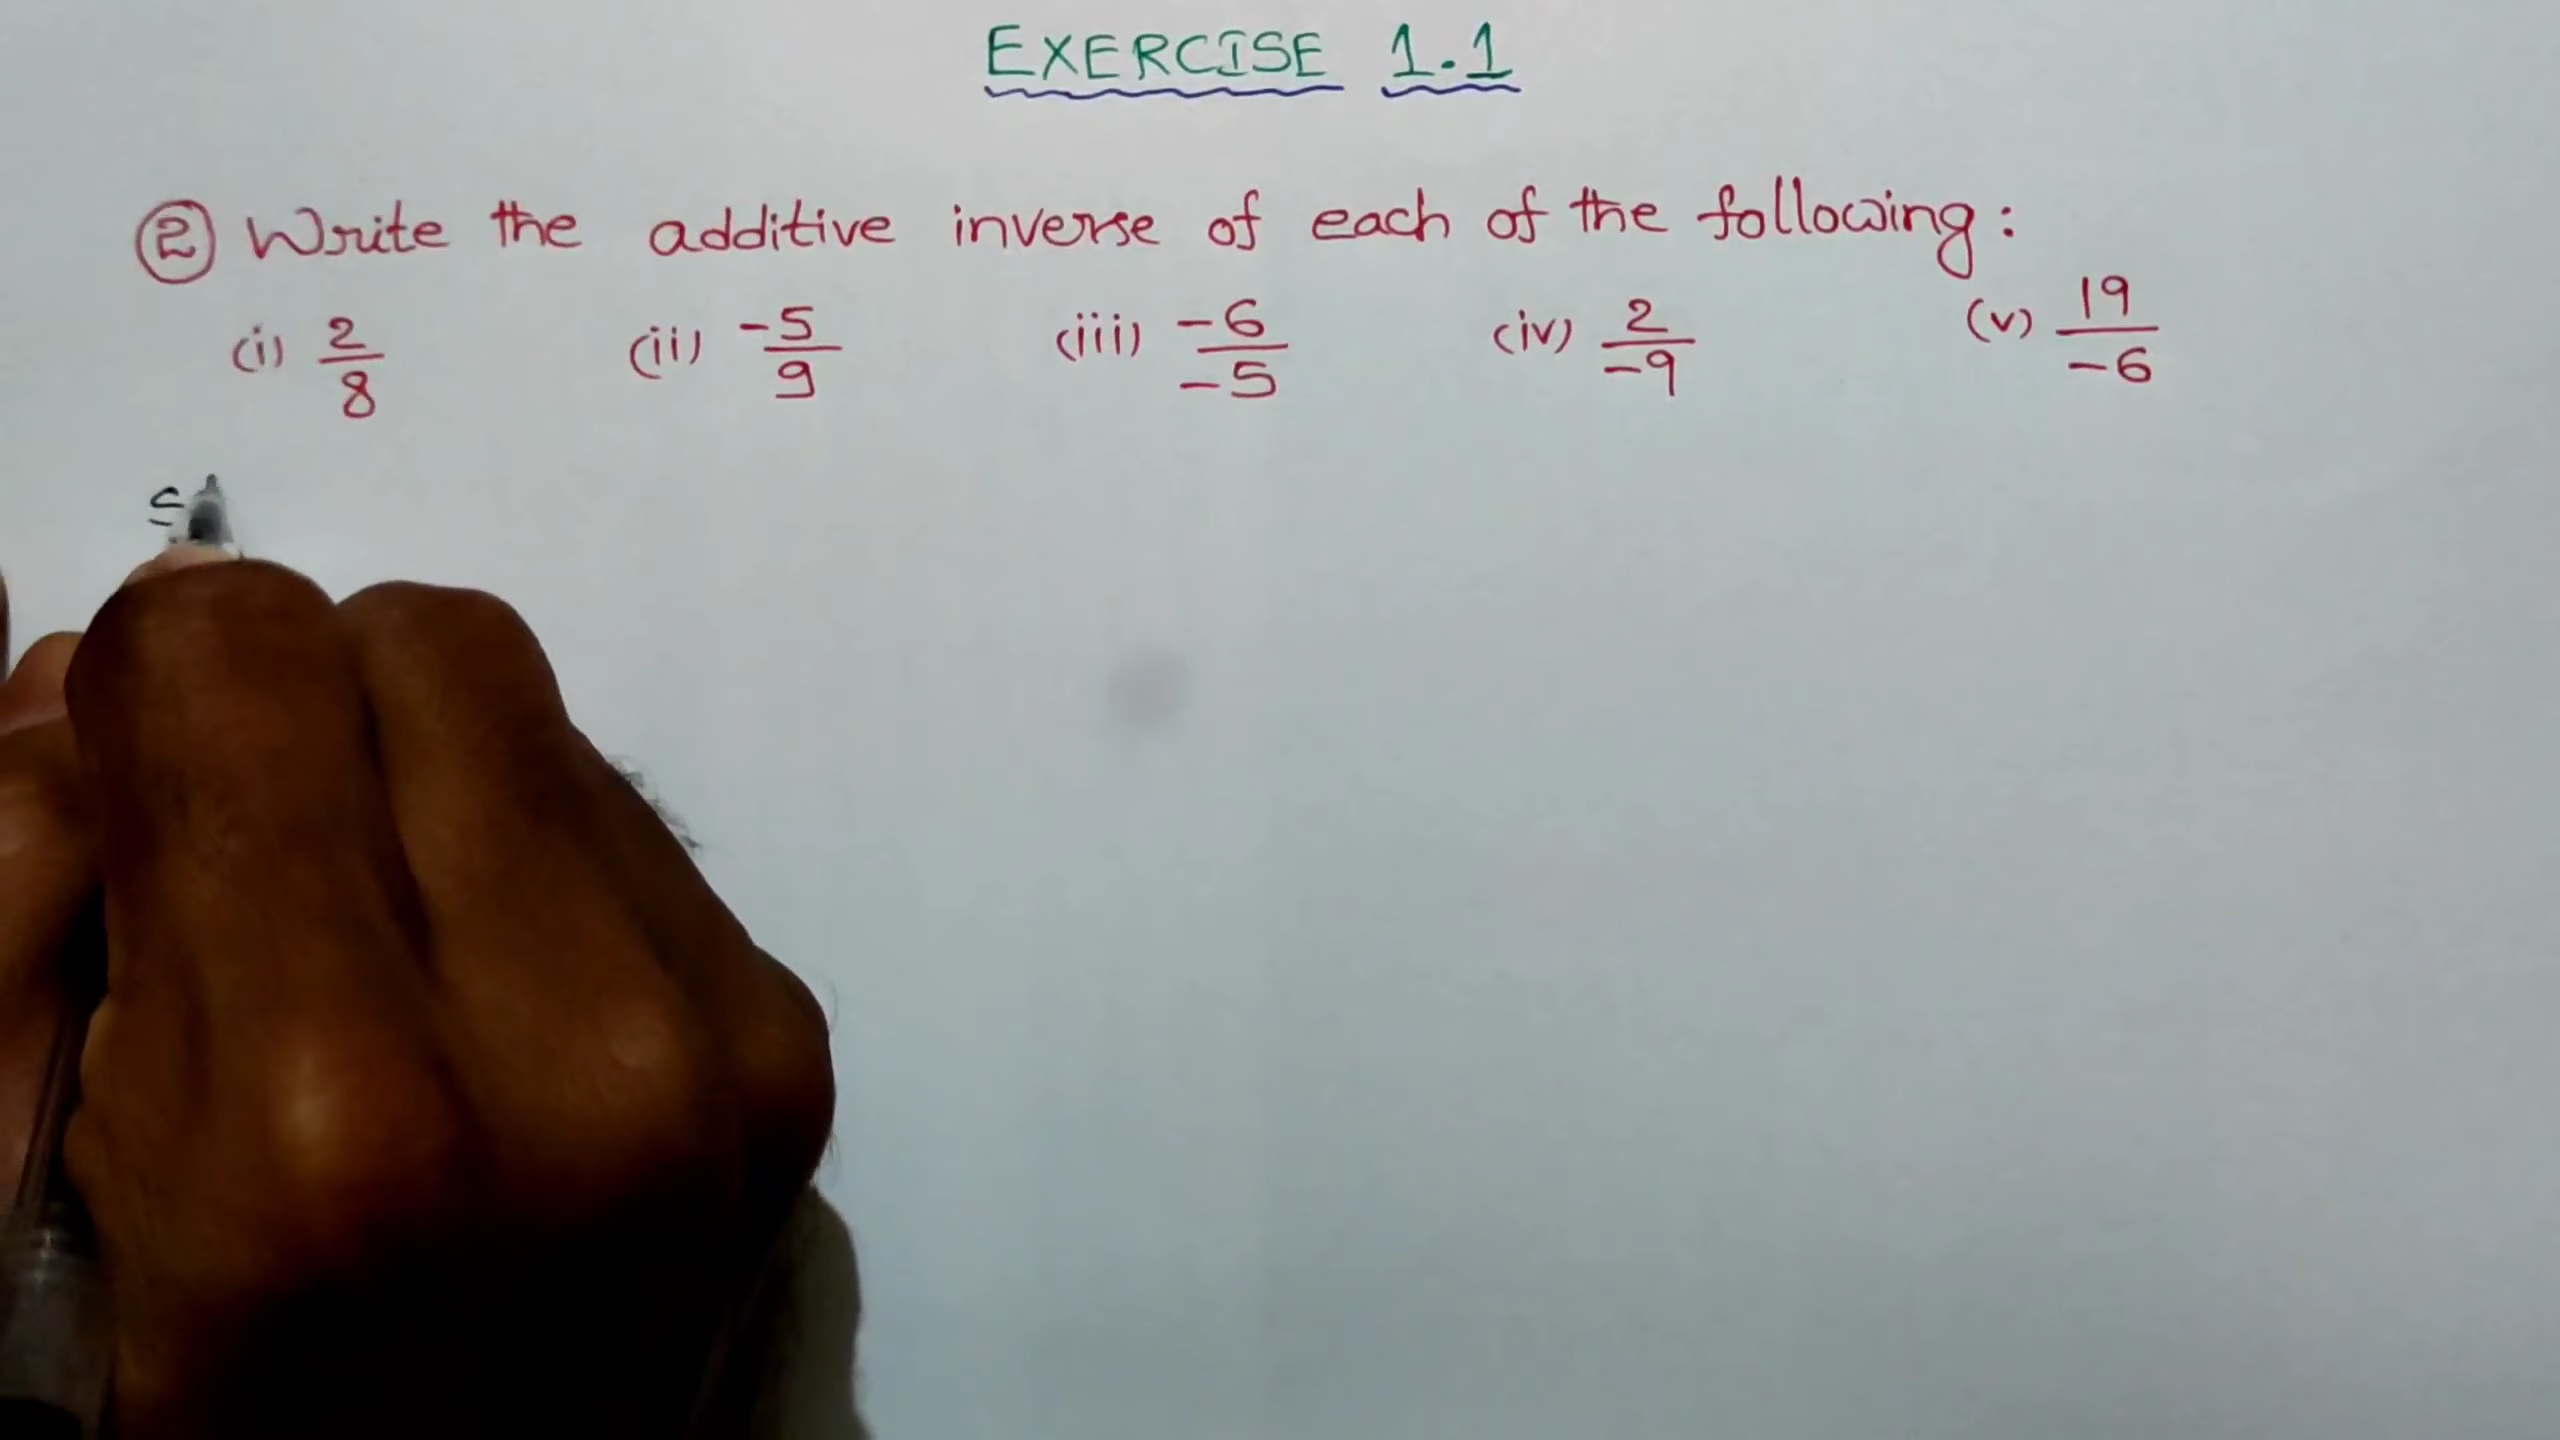 EXERCISE 1.1
② Write the additive inverse of each of the following:
(i) 2/8 (ii) -5/9 (iii) -6/-5 (iv) 2/-9 (v) 19/-6
S